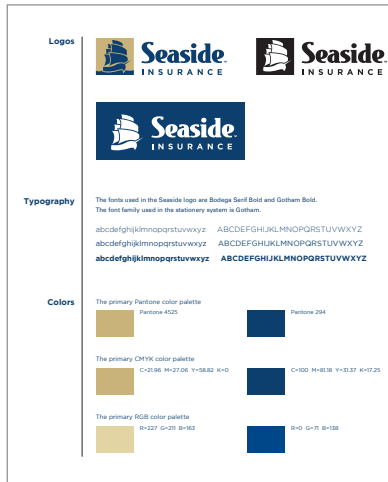 Logos
Seaside™
INSURANCE
Seaside™
INSURANCE
Seaside™
INSURANCE
Typography
The fonts used in the Seaside logo are Bodega Serif Bold and Gotham Bold.
The font family used in the stationery system is Gotham.
abcdefghijklmnopqrstuvwxyz ABCDEFGHIJKLMNOPQRSTUVWXYZ
abcdefghijklmnopqrstuvwxyz ABCDEFGHIJKLMNOPQRSTUVWXYZ
abcdefghijklmnopqrstuvwxyz ABCDEFGHIJKLMNOPQRSTUVWXYZ
Colors
The primary Pantone color palette
Pantone 4525
Pantone 294
The primary CMYK color palette
C=21.96 M=27.06 Y=58.82 K=0
C=100 M=81.18 Y=31.37 K=17.25
The primary RGB color palette
R=227 G=211 B=163
R=0 G=71 B=138